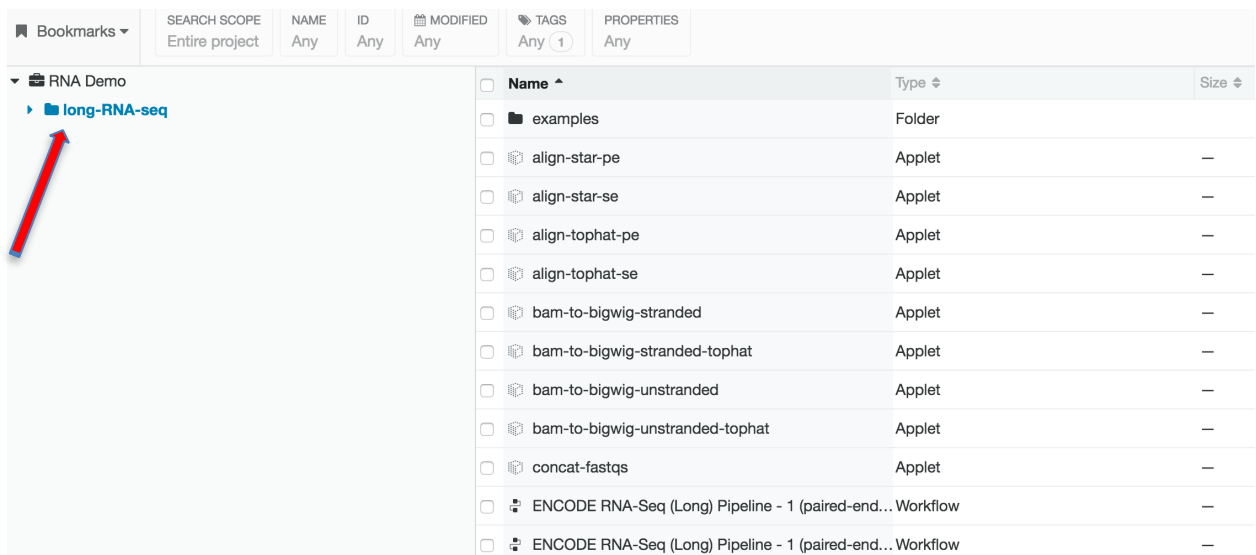 Bookmarks
SEARCH SCOPE NAME ID MODIFIED TAGS PROPERTIES
Entire project Any Any Any Any 1 Any
RNA Demo
long-RNA-seq
Name Type Size
examples Folder
align-star-pe Applet —
align-star-se Applet —
align-tophat-pe Applet —
align-tophat-se Applet —
bam-to-bigwig-stranded Applet —
bam-to-bigwig-stranded-tophat Applet —
bam-to-bigwig-unstranded Applet —
bam-to-bigwig-unstranded-tophat Applet —
concat-fastqs Applet —
ENCODE RNA-Seq (Long) Pipeline - 1 (paired-end... Workflow —
ENCODE RNA-Seq (Long) Pipeline - 1 (paired-end... Workflow —